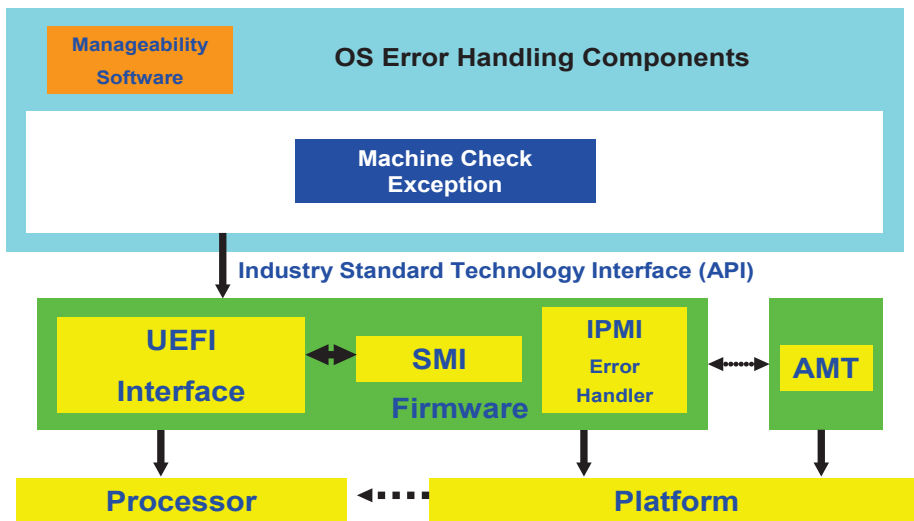 Manageability
Software
OS Error Handling Components
Machine Check
Exception
Industry Standard Technology Interface (API)
UEFI
Interface
SMI
IPMI
Error
Handler
Firmware
AMT
Processor
Platform